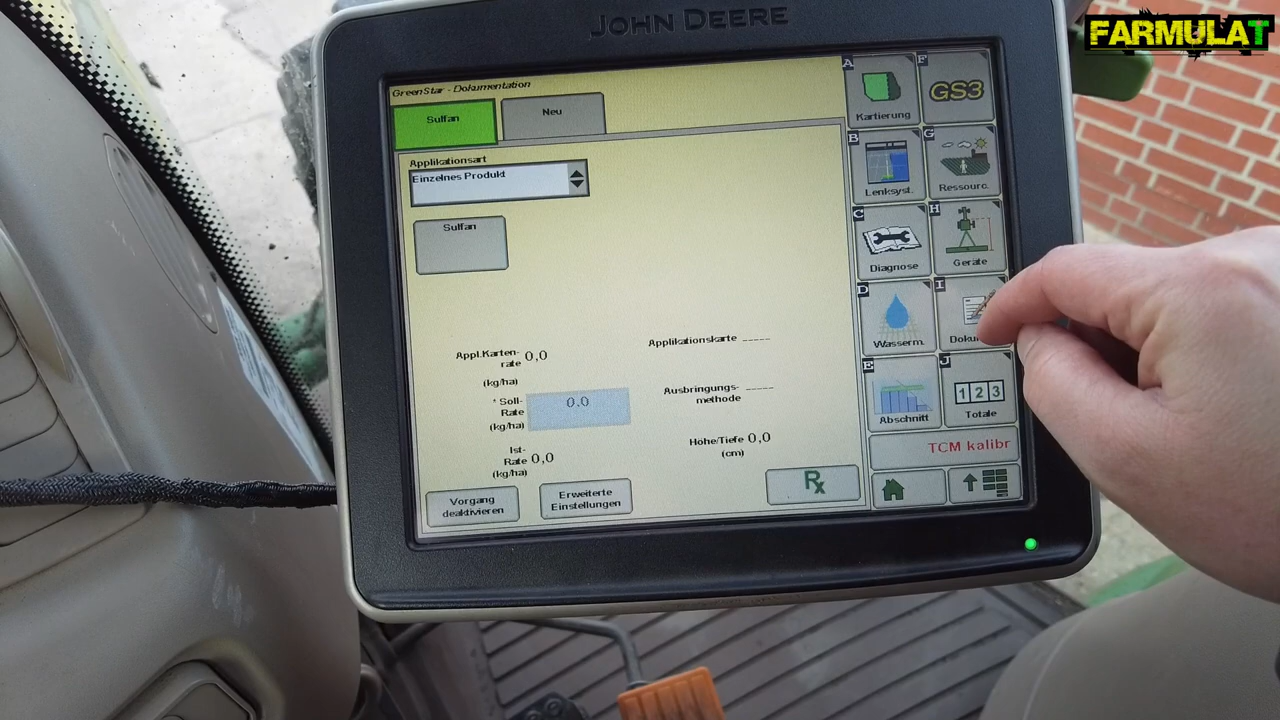 FARMULAT
JOHN DEERE
GreenStar - Dokumentation
Sulfan
Neu
Applikationsart
Einzelnes Produkt
Sulfan
Appl.Karten-
rate 0,0
(kg/ha)
* Soll-
Rate
(kg/ha)
0.0
Ist-
Rate 0,0
(kg/ha)
Applikationskarte -----
Ausbringungs- -----
methode
Höhe/Tiefe 0,0
(cm)
Vorgang
deaktivieren
Erweiterte
Einstellungen
Rx
A
Kartierung
F
GS3
B
Lenksyst.
G
Ressourc.
C
Diagnose
H
Geräte
D
Wasserm.
I
E
Abschnitt
J
1 2 3
Totale
TCM kalibr